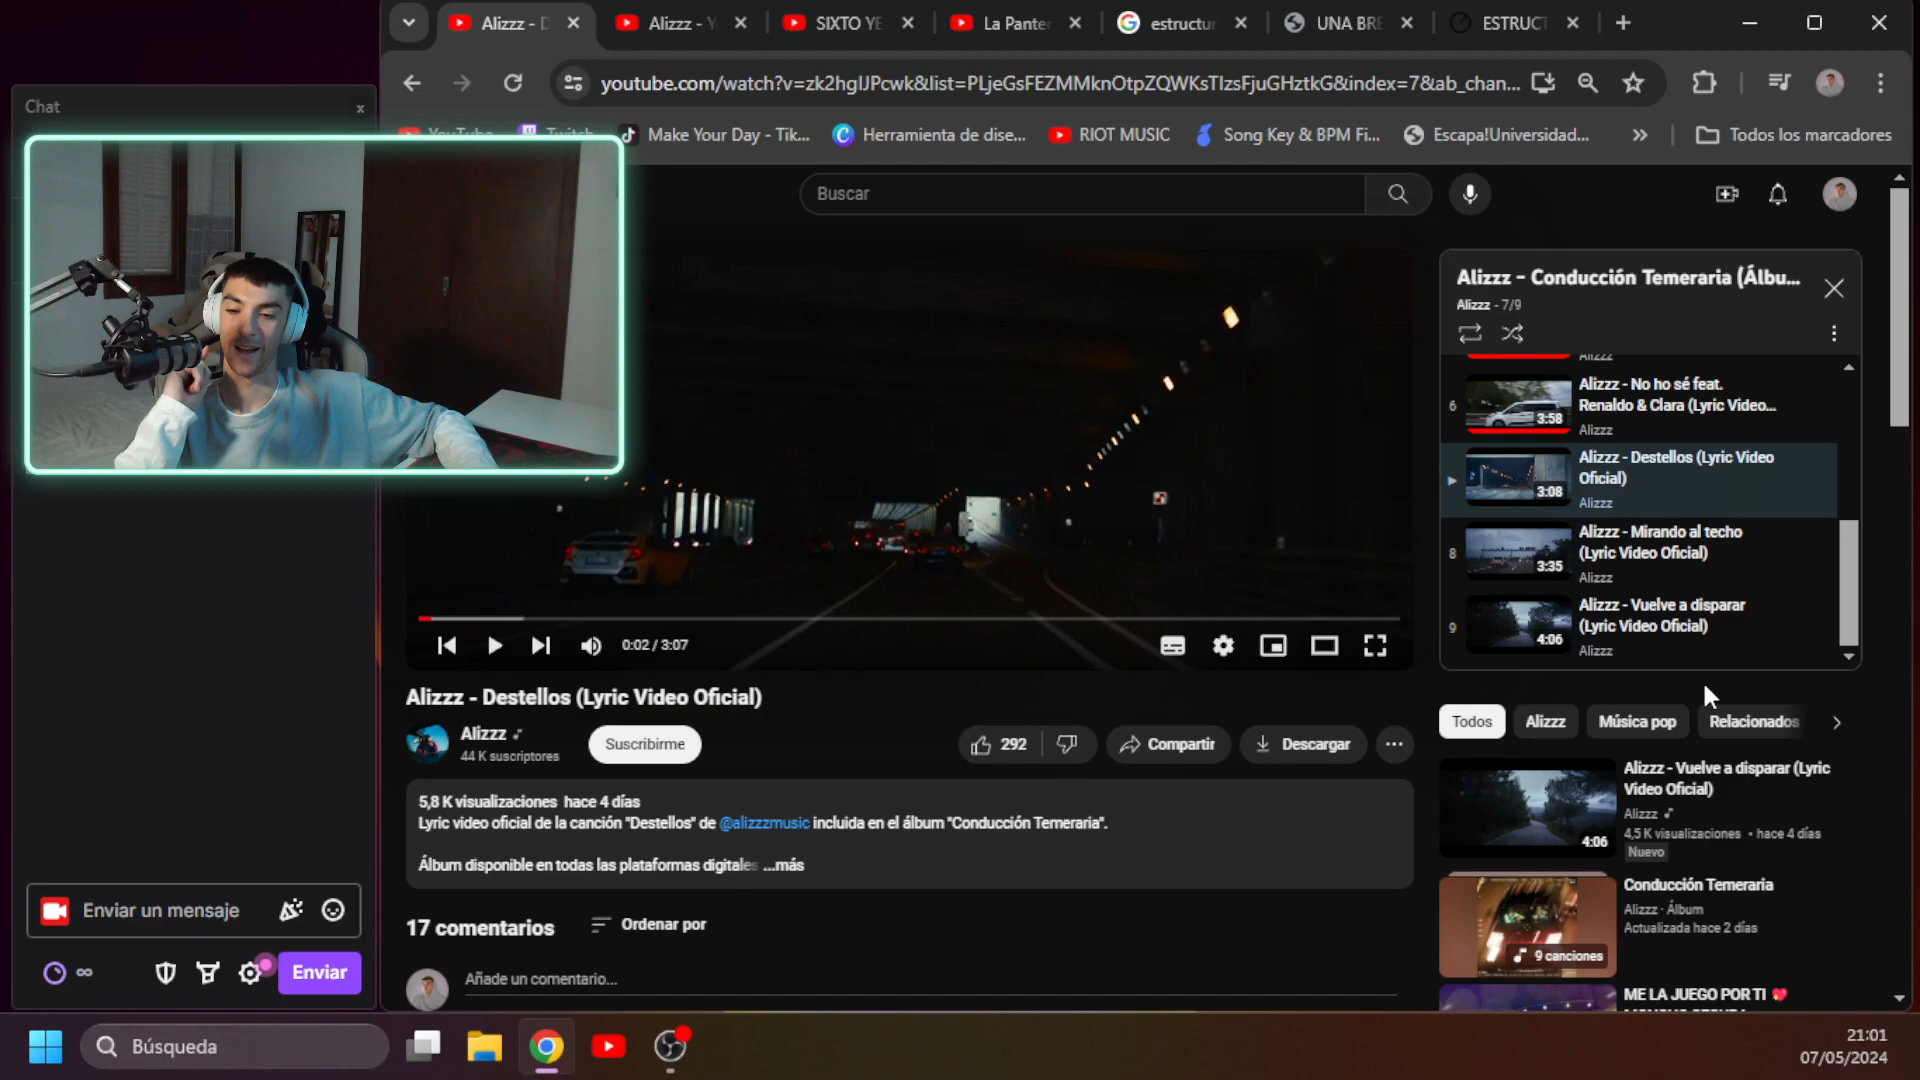 Alizzz - D
Alizzz - Y
SIXTO YE
La Panter
estructur
UNA BRE
ESTRUCT
youtube.com/watch?v=zk2hgIJPcwk&list=PLjeGsFEZMMknOtpZQWKsTIzsFjuGHztkG&index=7&ab_chan...
Chat
x
YouTube
Twitch
Make Your Day - Tik...
Herramienta de dise...
RIOT MUSIC
Song Key & BPM Fi...
Escapa!Universidad...
Todos los marcadores
Buscar
Alizzz - Conducción Temeraria (Álbu...
Alizzz - 7/9
Alizzz
6
3:58
Alizzz - No ho sé feat.
Renaldo & Clara (Lyric Video...
Alizzz
3:08
Alizzz - Destellos (Lyric Video
Oficial)
Alizzz
8
3:35
Alizzz - Mirando al techo
(Lyric Video Oficial)
Alizzz
9
4:06
Alizzz - Vuelve a disparar
(Lyric Video Oficial)
Alizzz
0:02 / 3:07
Alizzz - Destellos (Lyric Video Oficial)
Alizzz
44 K suscriptores
Suscribirme
292
Compartir
Descargar
5,8 K visualizaciones hace 4 días
Lyric video oficial de la canción "Destellos" de @alizzzmusic incluida en el álbum "Conducción Temeraria".
Álbum disponible en todas las plataformas digitales ...más
17 comentarios
Ordenar por
Añade un comentario...
Todos
Alizzz
Música pop
Relacionados
4:06
Alizzz - Vuelve a disparar (Lyric
Video Oficial)
Alizzz
4,5 K visualizaciones • hace 4 días
Nuevo
9 canciones
Conducción Temeraria
Alizzz · Álbum
Actualizada hace 2 días
ME LA JUEGO POR TI 💖
Enviar un mensaje
Enviar
Búsqueda
21:01
07/05/2024